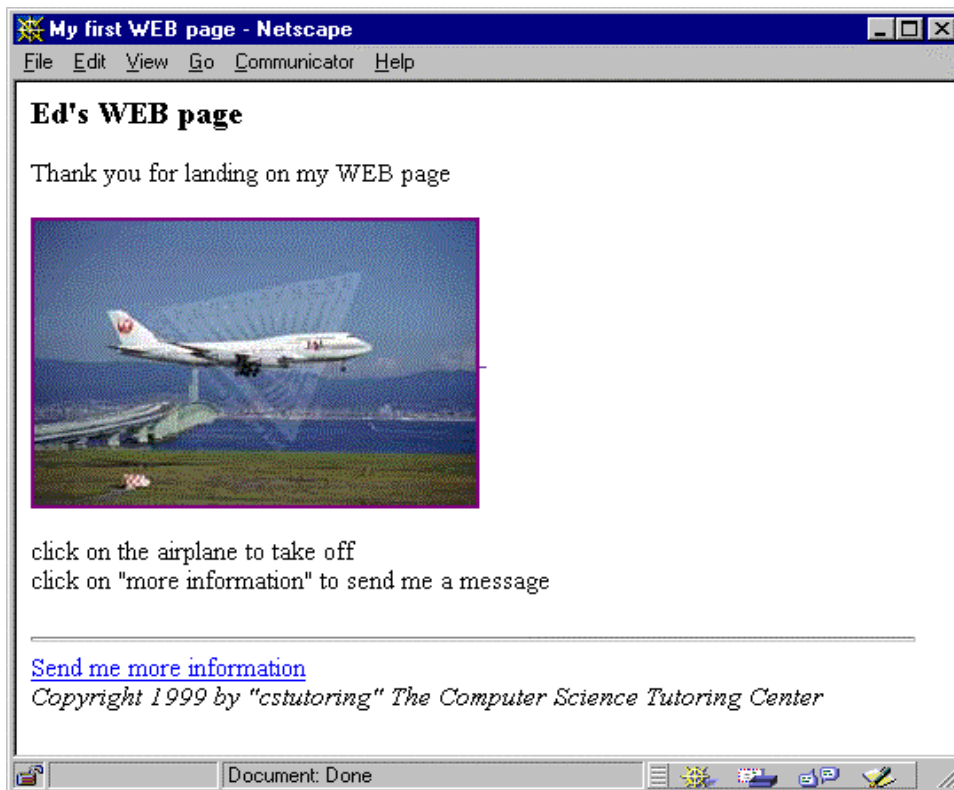 My first WEB page - Netscape
File Edit View Go Communicator Help
Ed's WEB page
Thank you for landing on my WEB page
JAL
click on the airplane to take off
click on "more information" to send me a message
Send me more information
Copyright 1999 by "cstutoring" The Computer Science Tutoring Center
Document: Done